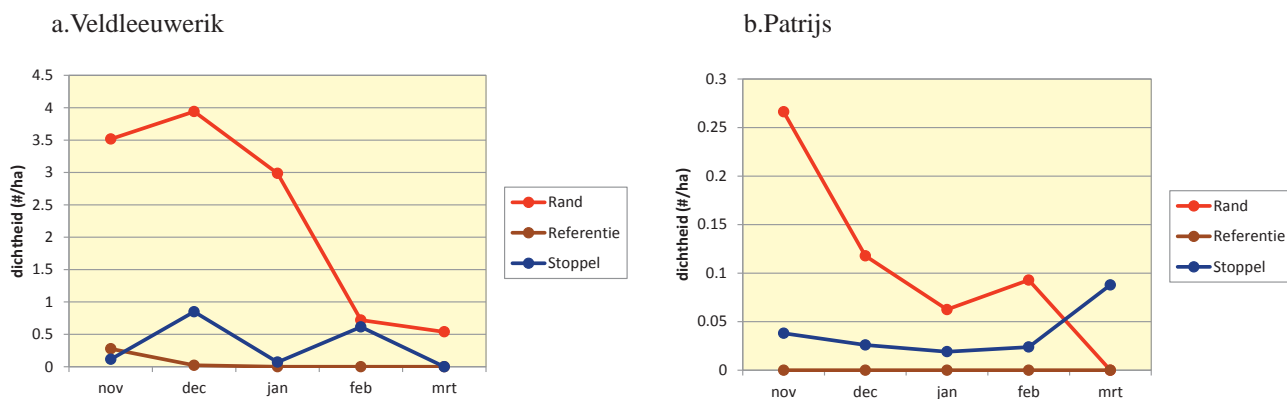 a.Veldleeuwerik
4.5
4
3.5
3
2.5
2
1.5
1
0.5
0
dichtheid (#/ha)
nov dec jan feb mrt
Rand
Referentie
Stoppel
b.Patrijs
0.3
0.25
0.2
0.15
0.1
0.05
0
dichtheid (#/ha)
nov dec jan feb mrt
Rand
Referentie
Stoppel